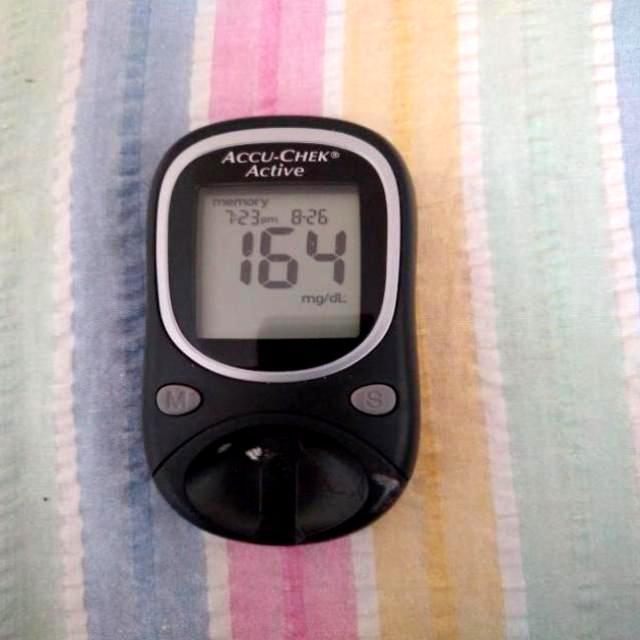 ACCU-CHEK®
Active
memory
7:23pm 8-26
164
mg/dL
M S